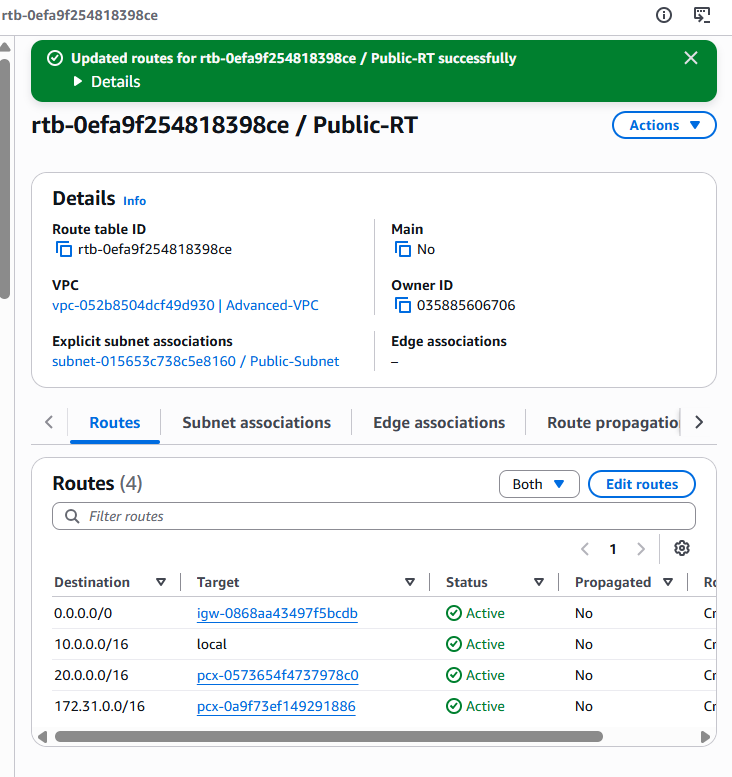 rtb-0efa9f254818398ce
Updated routes for rtb-0efa9f254818398ce / Public-RT successfully
Details
rtb-0efa9f254818398ce / Public-RT
Actions
Details Info
Route table ID
rtb-0efa9f254818398ce
Main
No
VPC
vpc-052b8504dcf49d930 | Advanced-VPC
Owner ID
035885606706
Explicit subnet associations
subnet-015653c738c5e8160 / Public-Subnet
Edge associations
–
Routes Subnet associations Edge associations Route propagatio
Routes (4)
Both
Edit routes
Filter routes
1
Destination Target Status Propagated
0.0.0.0/0 igw-0868aa43497f5bcdb Active No
10.0.0.0/16 local Active No
20.0.0.0/16 pcx-0573654f4737978c0 Active No
172.31.0.0/16 pcx-0a9f73ef149291886 Active No